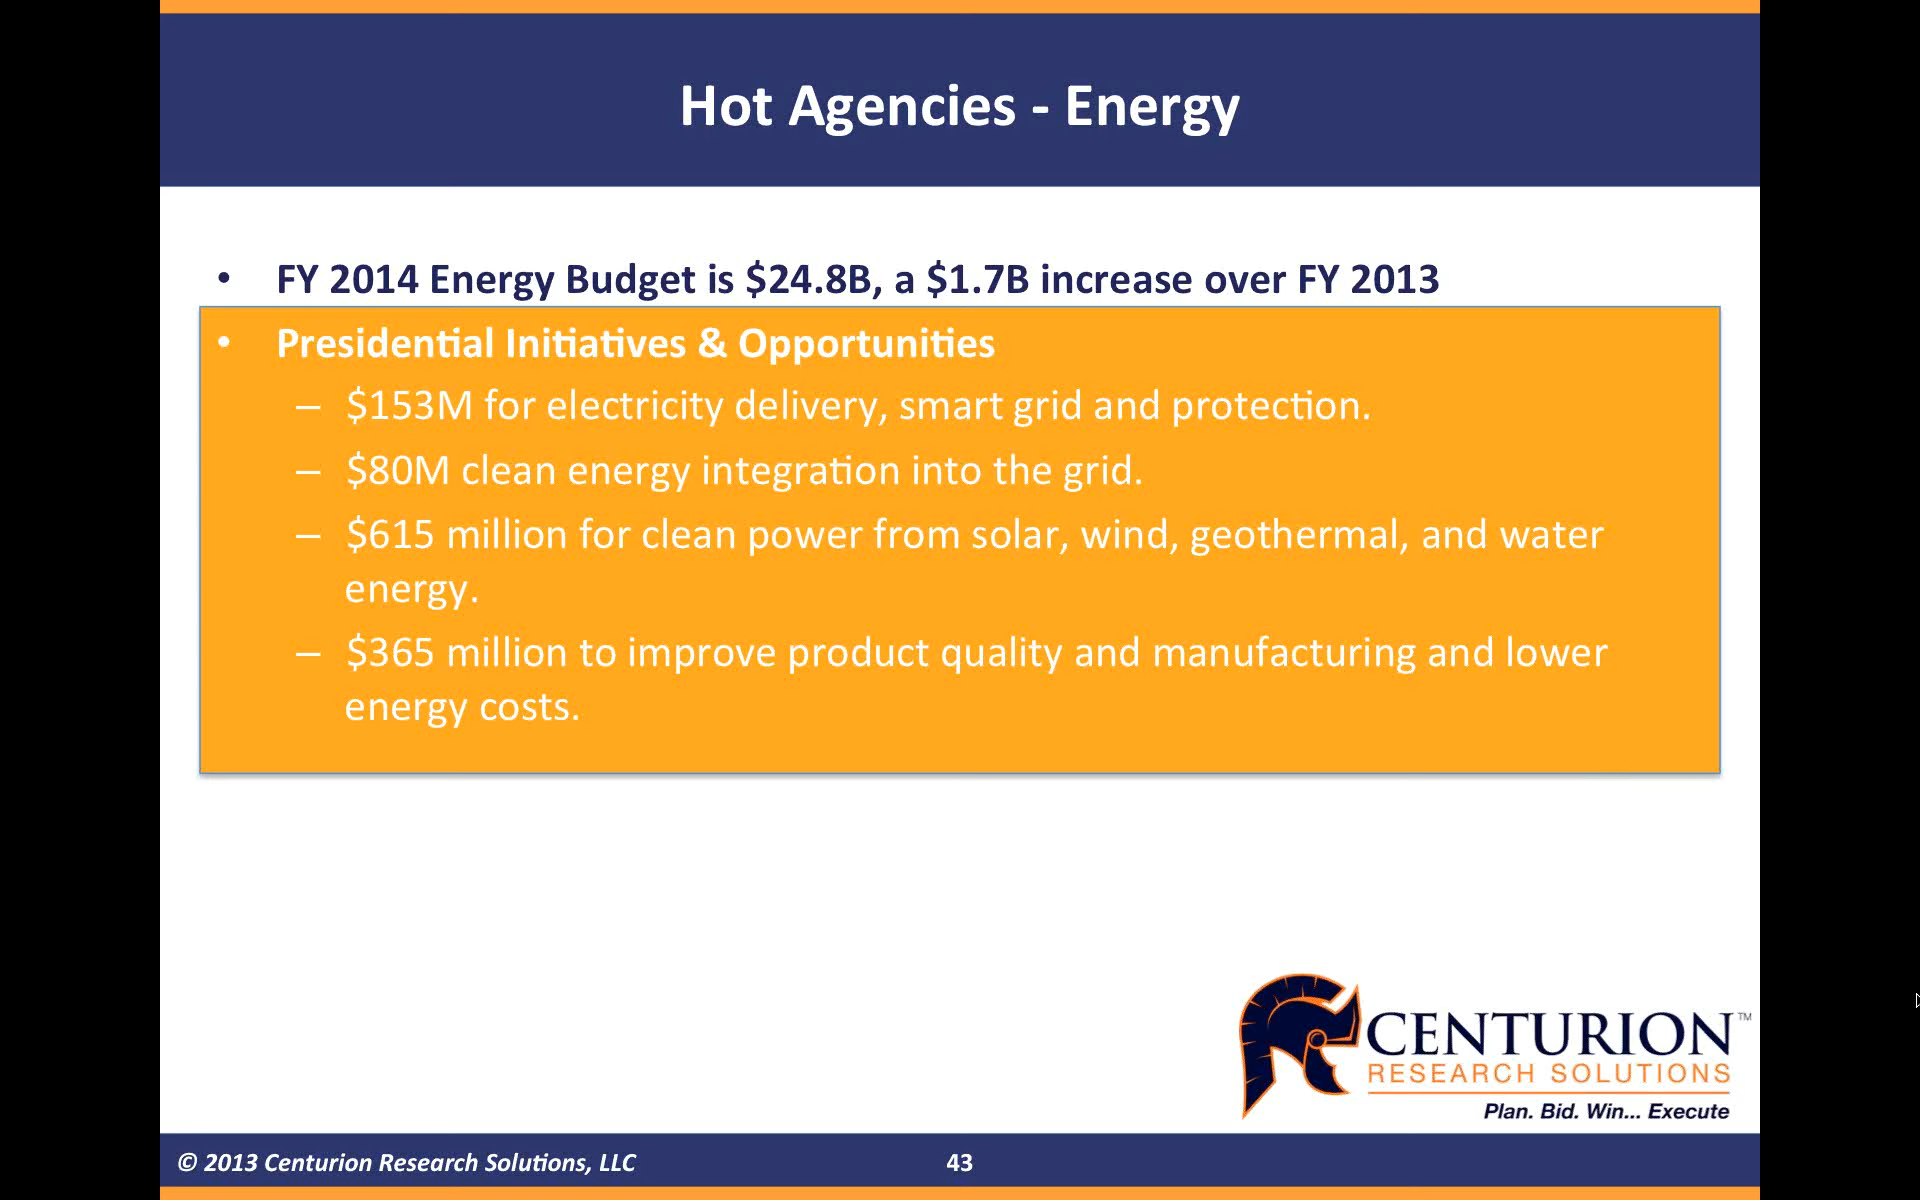 Hot Agencies - Energy
• FY 2014 Energy Budget is $24.8B, a $1.7B increase over FY 2013
• Presidential Initiatives & Opportunities
– $153M for electricity delivery, smart grid and protection.
– $80M clean energy integration into the grid.
– $615 million for clean power from solar, wind, geothermal, and water
energy.
– $365 million to improve product quality and manufacturing and lower
energy costs.
CENTURION™
RESEARCH SOLUTIONS
Plan. Bid. Win... Execute
© 2013 Centurion Research Solutions, LLC
43